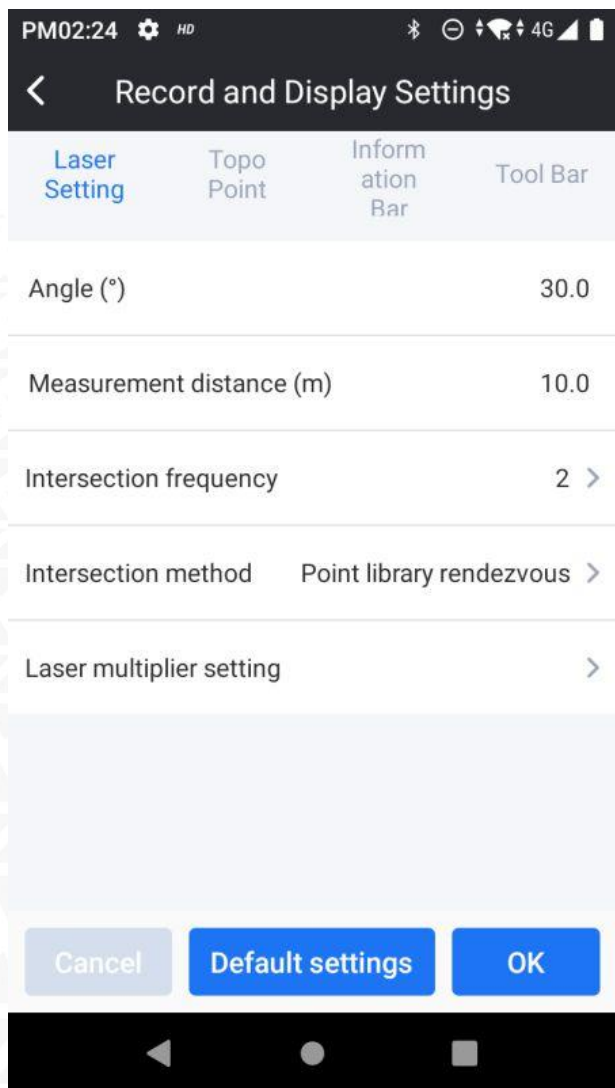 PM02:24 HD 4G
Record and Display Settings
Laser
Setting
Topo
Point
Inform
ation
Bar
Tool Bar
Angle (°) 30.0
Measurement distance (m) 10.0
Intersection frequency 2
Intersection method Point library rendezvous
Laser multiplier setting
Cancel Default settings OK